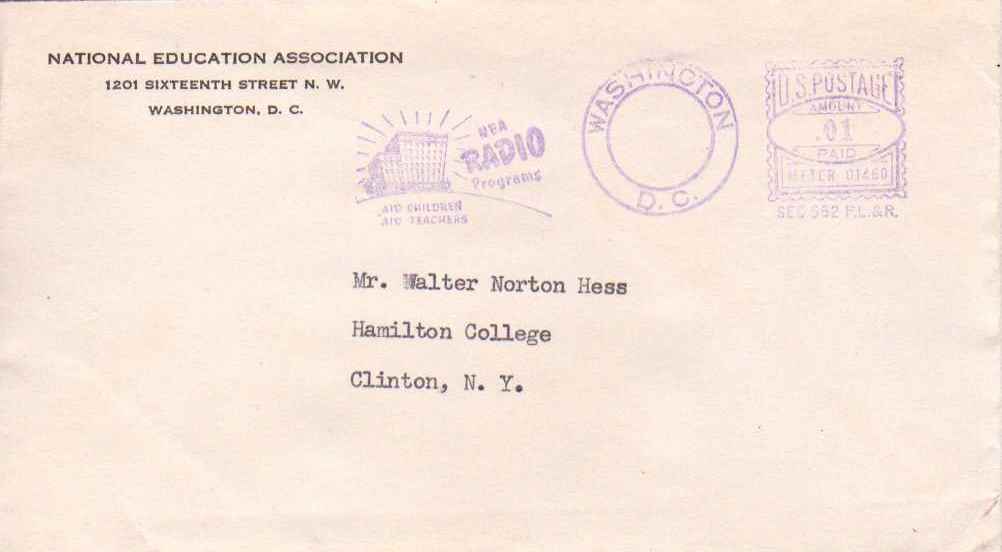 NATIONAL EDUCATION ASSOCIATION
1201 SIXTEENTH STREET N. W.
WASHINGTON, D. C.
NEA
RADIO
Programs
AID CHILDREN
AID TEACHERS
WASHINGTON
D. C.
U.S. POSTAGE
AMOUNT
.01
PAID
METER 01460
SEC 562 P.L.&R.
Mr. Walter Norton Hess
Hamilton College
Clinton, N. Y.